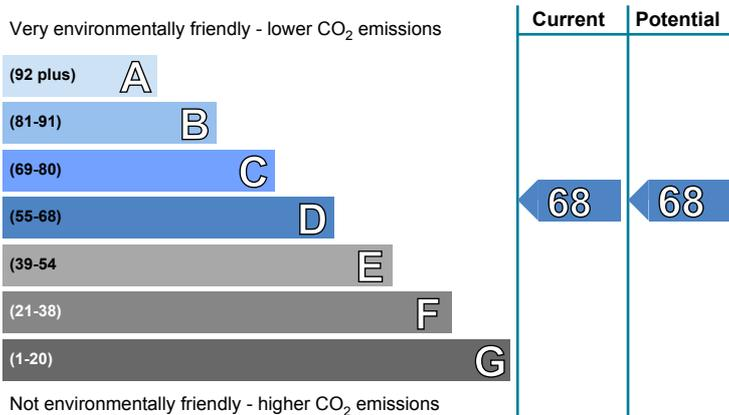 Current Potential
Very environmentally friendly - lower CO2 emissions
(92 plus) A
(81-91) B
(69-80) C
(55-68) D
68 68
(39-54 E
(21-38) F
(1-20) G
Not environmentally friendly - higher CO2 emissions